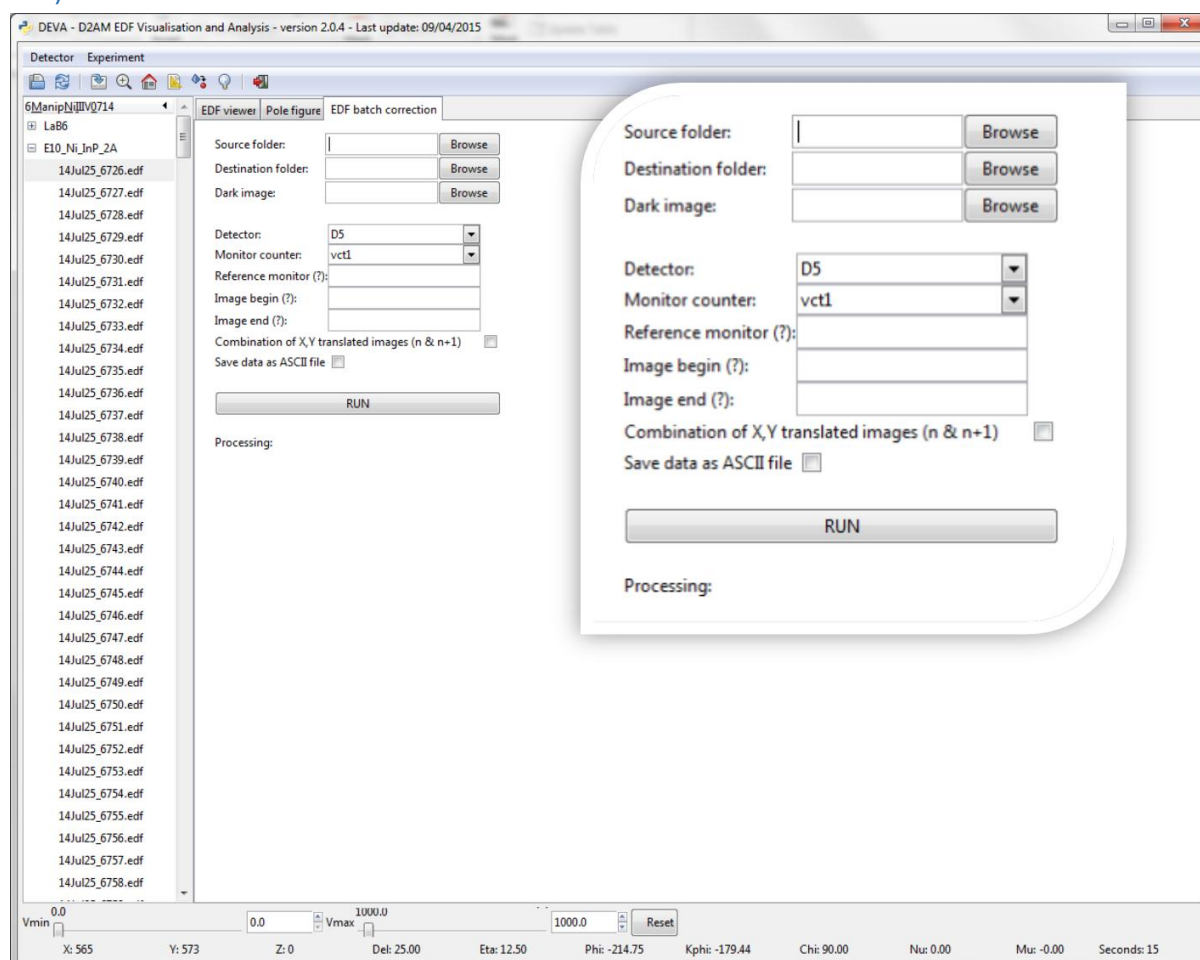 DEVA - D2AM EDF Visualisation and Analysis - version 2.0.4 - Last update: 09/04/2015
Detector Experiment
6ManipNiIIIV0714
LaB6
E10_Ni_InP_2A
14Jul25_6726.edf
14Jul25_6727.edf
14Jul25_6728.edf
14Jul25_6729.edf
14Jul25_6730.edf
14Jul25_6731.edf
14Jul25_6732.edf
14Jul25_6733.edf
14Jul25_6734.edf
14Jul25_6735.edf
14Jul25_6736.edf
14Jul25_6737.edf
14Jul25_6738.edf
14Jul25_6739.edf
14Jul25_6740.edf
14Jul25_6741.edf
14Jul25_6742.edf
14Jul25_6743.edf
14Jul25_6744.edf
14Jul25_6745.edf
14Jul25_6746.edf
14Jul25_6747.edf
14Jul25_6748.edf
14Jul25_6749.edf
14Jul25_6750.edf
14Jul25_6751.edf
14Jul25_6752.edf
14Jul25_6753.edf
14Jul25_6754.edf
14Jul25_6755.edf
14Jul25_6756.edf
14Jul25_6757.edf
14Jul25_6758.edf
EDF viewer Pole figure EDF batch correction
Source folder: Browse
Destination folder: Browse
Dark image: Browse
Detector: D5
Monitor counter: vct1
Reference monitor (?):
Image begin (?):
Image end (?):
Combination of X,Y translated images (n & n+1)
Save data as ASCII file
RUN
Processing:
Source folder: Browse
Destination folder: Browse
Dark image: Browse
Detector: D5
Monitor counter: vct1
Reference monitor (?):
Image begin (?):
Image end (?):
Combination of X,Y translated images (n & n+1)
Save data as ASCII file
RUN
Processing:
Vmin 0.0 0.0 Vmax 1000.0 1000.0 Reset
X: 565 Y: 573 Z: 0 Del: 25.00 Eta: 12.50 Phi: -214.75 Kphi: -179.44 Chi: 90.00 Nu: 0.00 Mu: -0.00 Seconds: 15